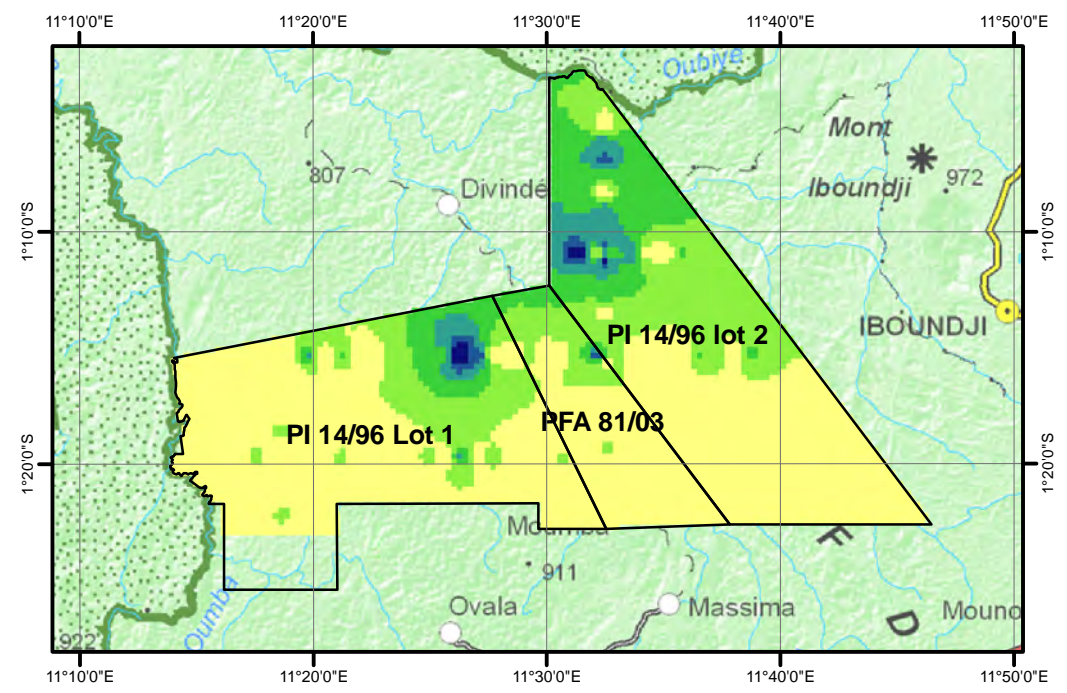 11°10'0"E 11°20'0"E 11°30'0"E 11°40'0"E 11°50'0"E
Oubive
Mont
Iboundji
972
807
Divindé
1°10'0"S 1°10'0"S
IBOUNDJI
PI 14/96 lot 2
PFA 81/03
PI 14/96 Lot 1
1°20'0"S 1°20'0"S
Moumba
F
911
Oumba
Ovala
Massima
Mouno
D
922
11°10'0"E 11°20'0"E 11°30'0"E 11°40'0"E 11°50'0"E